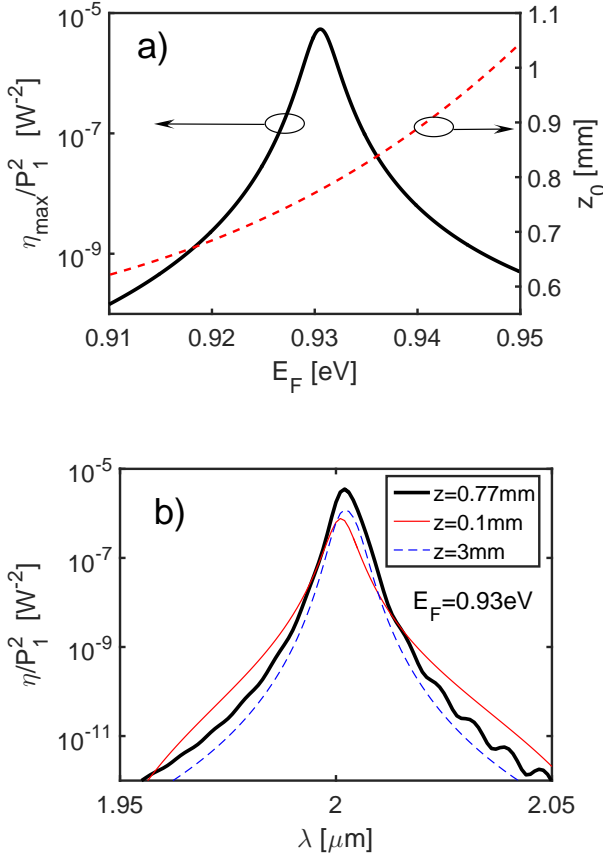 a)
10^-5
10^-7
10^-9
η_max/P_1^2 [W^-2]
1.1
1
0.9
0.8
0.7
0.6
z_0 [mm]
0.91 0.92 0.93 0.94 0.95
E_F [eV]
b)
10^-5
10^-7
10^-9
10^-11
η/P_1^2 [W^-2]
z=0.77mm
z=0.1mm
z=3mm
E_F=0.93eV
1.95 2 2.05
λ [μm]